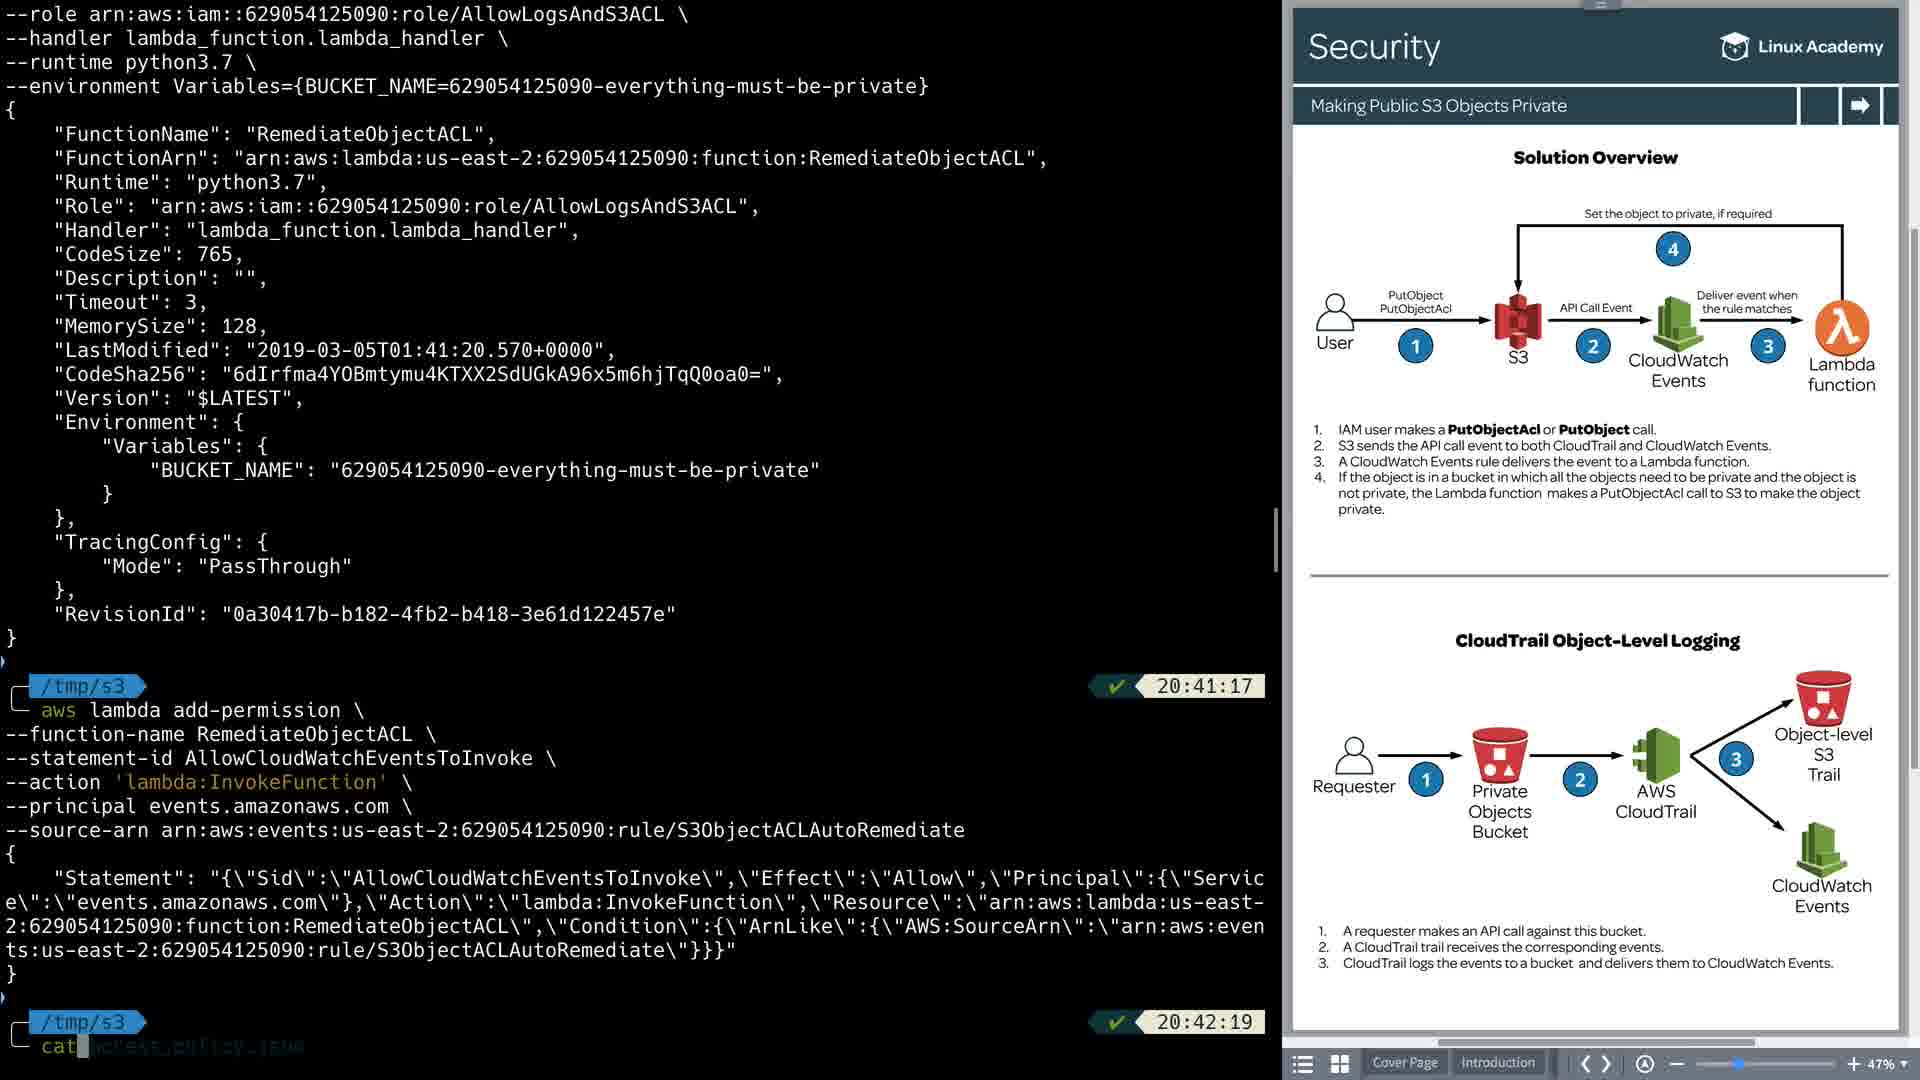 --role arn:aws:iam::629054125090:role/AllowLogsAndS3ACL \
--handler lambda_function.lambda_handler \
--runtime python3.7 \
--environment Variables={BUCKET_NAME=629054125090-everything-must-be-private}
{
"FunctionName": "RemediateObjectACL",
"FunctionArn": "arn:aws:lambda:us-east-2:629054125090:function:RemediateObjectACL",
"Runtime": "python3.7",
"Role": "arn:aws:iam::629054125090:role/AllowLogsAndS3ACL",
"Handler": "lambda_function.lambda_handler",
"CodeSize": 765,
"Description": "",
"Timeout": 3,
"MemorySize": 128,
"LastModified": "2019-03-05T01:41:20.570+0000",
"CodeSha256": "6dIrfma4YOBmtymu4KTXX2SdUGkA96x5m6hjTqQ0oa0=",
"Version": "$LATEST",
"Environment": {
"Variables": {
"BUCKET_NAME": "629054125090-everything-must-be-private"
}
},
"TracingConfig": {
"Mode": "PassThrough"
},
"RevisionId": "0a30417b-b182-4fb2-b418-3e61d122457e"
}
/tmp/s3 ✔ 20:41:17
aws lambda add-permission \
--function-name RemediateObjectACL \
--statement-id AllowCloudWatchEventsToInvoke \
--action 'lambda:InvokeFunction' \
--principal events.amazonaws.com \
--source-arn arn:aws:events:us-east-2:629054125090:rule/S3ObjectACLAutoRemediate
{
"Statement": "{\"Sid\":\"AllowCloudWatchEventsToInvoke\",\"Effect\":\"Allow\",\"Principal\":{\"Servic
e\":\"events.amazonaws.com\"},\"Action\":\"lambda:InvokeFunction\",\"Resource\":\"arn:aws:lambda:us-east-
2:629054125090:function:RemediateObjectACL\",\"Condition\":{\"ArnLike\":{\"AWS:SourceArn\":\"arn:aws:even
ts:us-east-2:629054125090:rule/S3ObjectACLAutoRemediate\"}}}"
}
/tmp/s3 ✔ 20:42:19
cat
Security
Linux Academy
Making Public S3 Objects Private
Solution Overview
Set the object to private, if required
4
PutObject
PutObjectAcl
API Call Event
Deliver event when
the rule matches
1
2
3
User
S3
CloudWatch
Events
Lambda
function
1. IAM user makes a PutObjectAcl or PutObject call.
2. S3 sends the API call event to both CloudTrail and CloudWatch Events.
3. A CloudWatch Events rule delivers the event to a Lambda function.
4. If the object is in a bucket in which all the objects need to be private and the object is
not private, the Lambda function makes a PutObjectAcl call to S3 to make the object
private.
CloudTrail Object-Level Logging
Requester
1
Private
Objects
Bucket
2
AWS
CloudTrail
3
Object-level
S3
Trail
CloudWatch
Events
1. A requester makes an API call against this bucket.
2. A CloudTrail trail receives the corresponding events.
3. CloudTrail logs the events to a bucket and delivers them to CloudWatch Events.
Cover Page
Introduction
47%